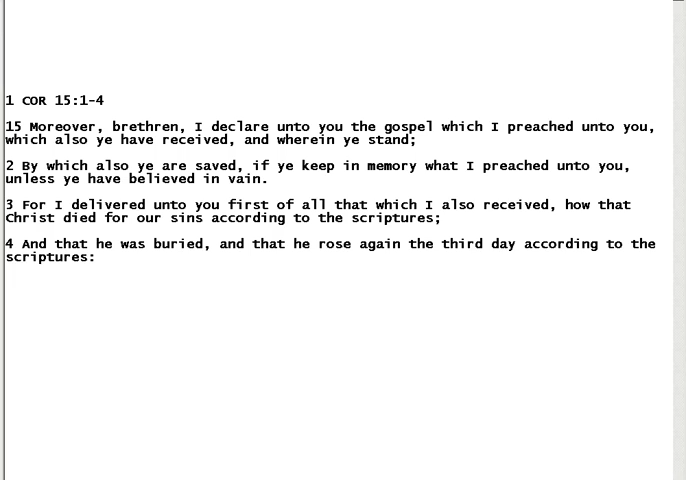 1 COR 15:1-4
15 Moreover, brethren, I declare unto you the gospel which I preached unto you,
which also ye have received, and wherein ye stand;
2 By which also ye are saved, if ye keep in memory what I preached unto you,
unless ye have believed in vain.
3 For I delivered unto you first of all that which I also received, how that
Christ died for our sins according to the scriptures;
4 And that he was buried, and that he rose again the third day according to the
scriptures: